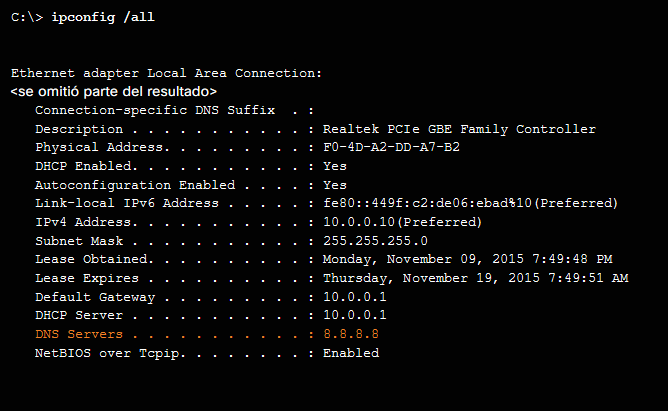 C:\> ipconfig /all
Ethernet adapter Local Area Connection:
<se omitió parte del resultado>
Connection-specific DNS Suffix . :
Description . . . . . . . . . . . : Realtek PCIe GBE Family Controller
Physical Address. . . . . . . . . : F0-4D-A2-DD-A7-B2
DHCP Enabled. . . . . . . . . . . : Yes
Autoconfiguration Enabled . . . . : Yes
Link-local IPv6 Address . . . . . : fe80::449f:c2:de06:ebad%10(Preferred)
IPv4 Address. . . . . . . . . . . : 10.0.0.10(Preferred)
Subnet Mask . . . . . . . . . . . : 255.255.255.0
Lease Obtained. . . . . . . . . . : Monday, November 09, 2015 7:49:48 PM
Lease Expires . . . . . . . . . . : Thursday, November 19, 2015 7:49:51 AM
Default Gateway . . . . . . . . . : 10.0.0.1
DHCP Server . . . . . . . . . . . : 10.0.0.1
DNS Servers . . . . . . . . . . . : 8.8.8.8
NetBIOS over Tcpip. . . . . . . . : Enabled